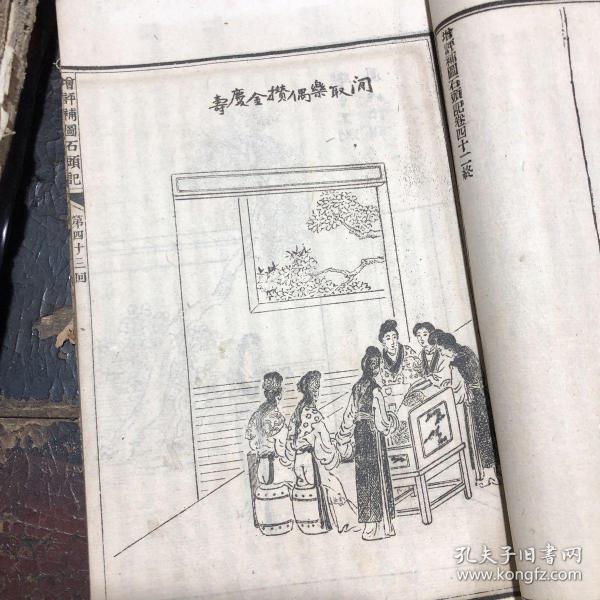 增評補圖石頭記卷四十二終
閒取樂偶攢金慶壽
增評補圖石頭記
第四十三回
孔夫子旧书网
www.kongfz.com